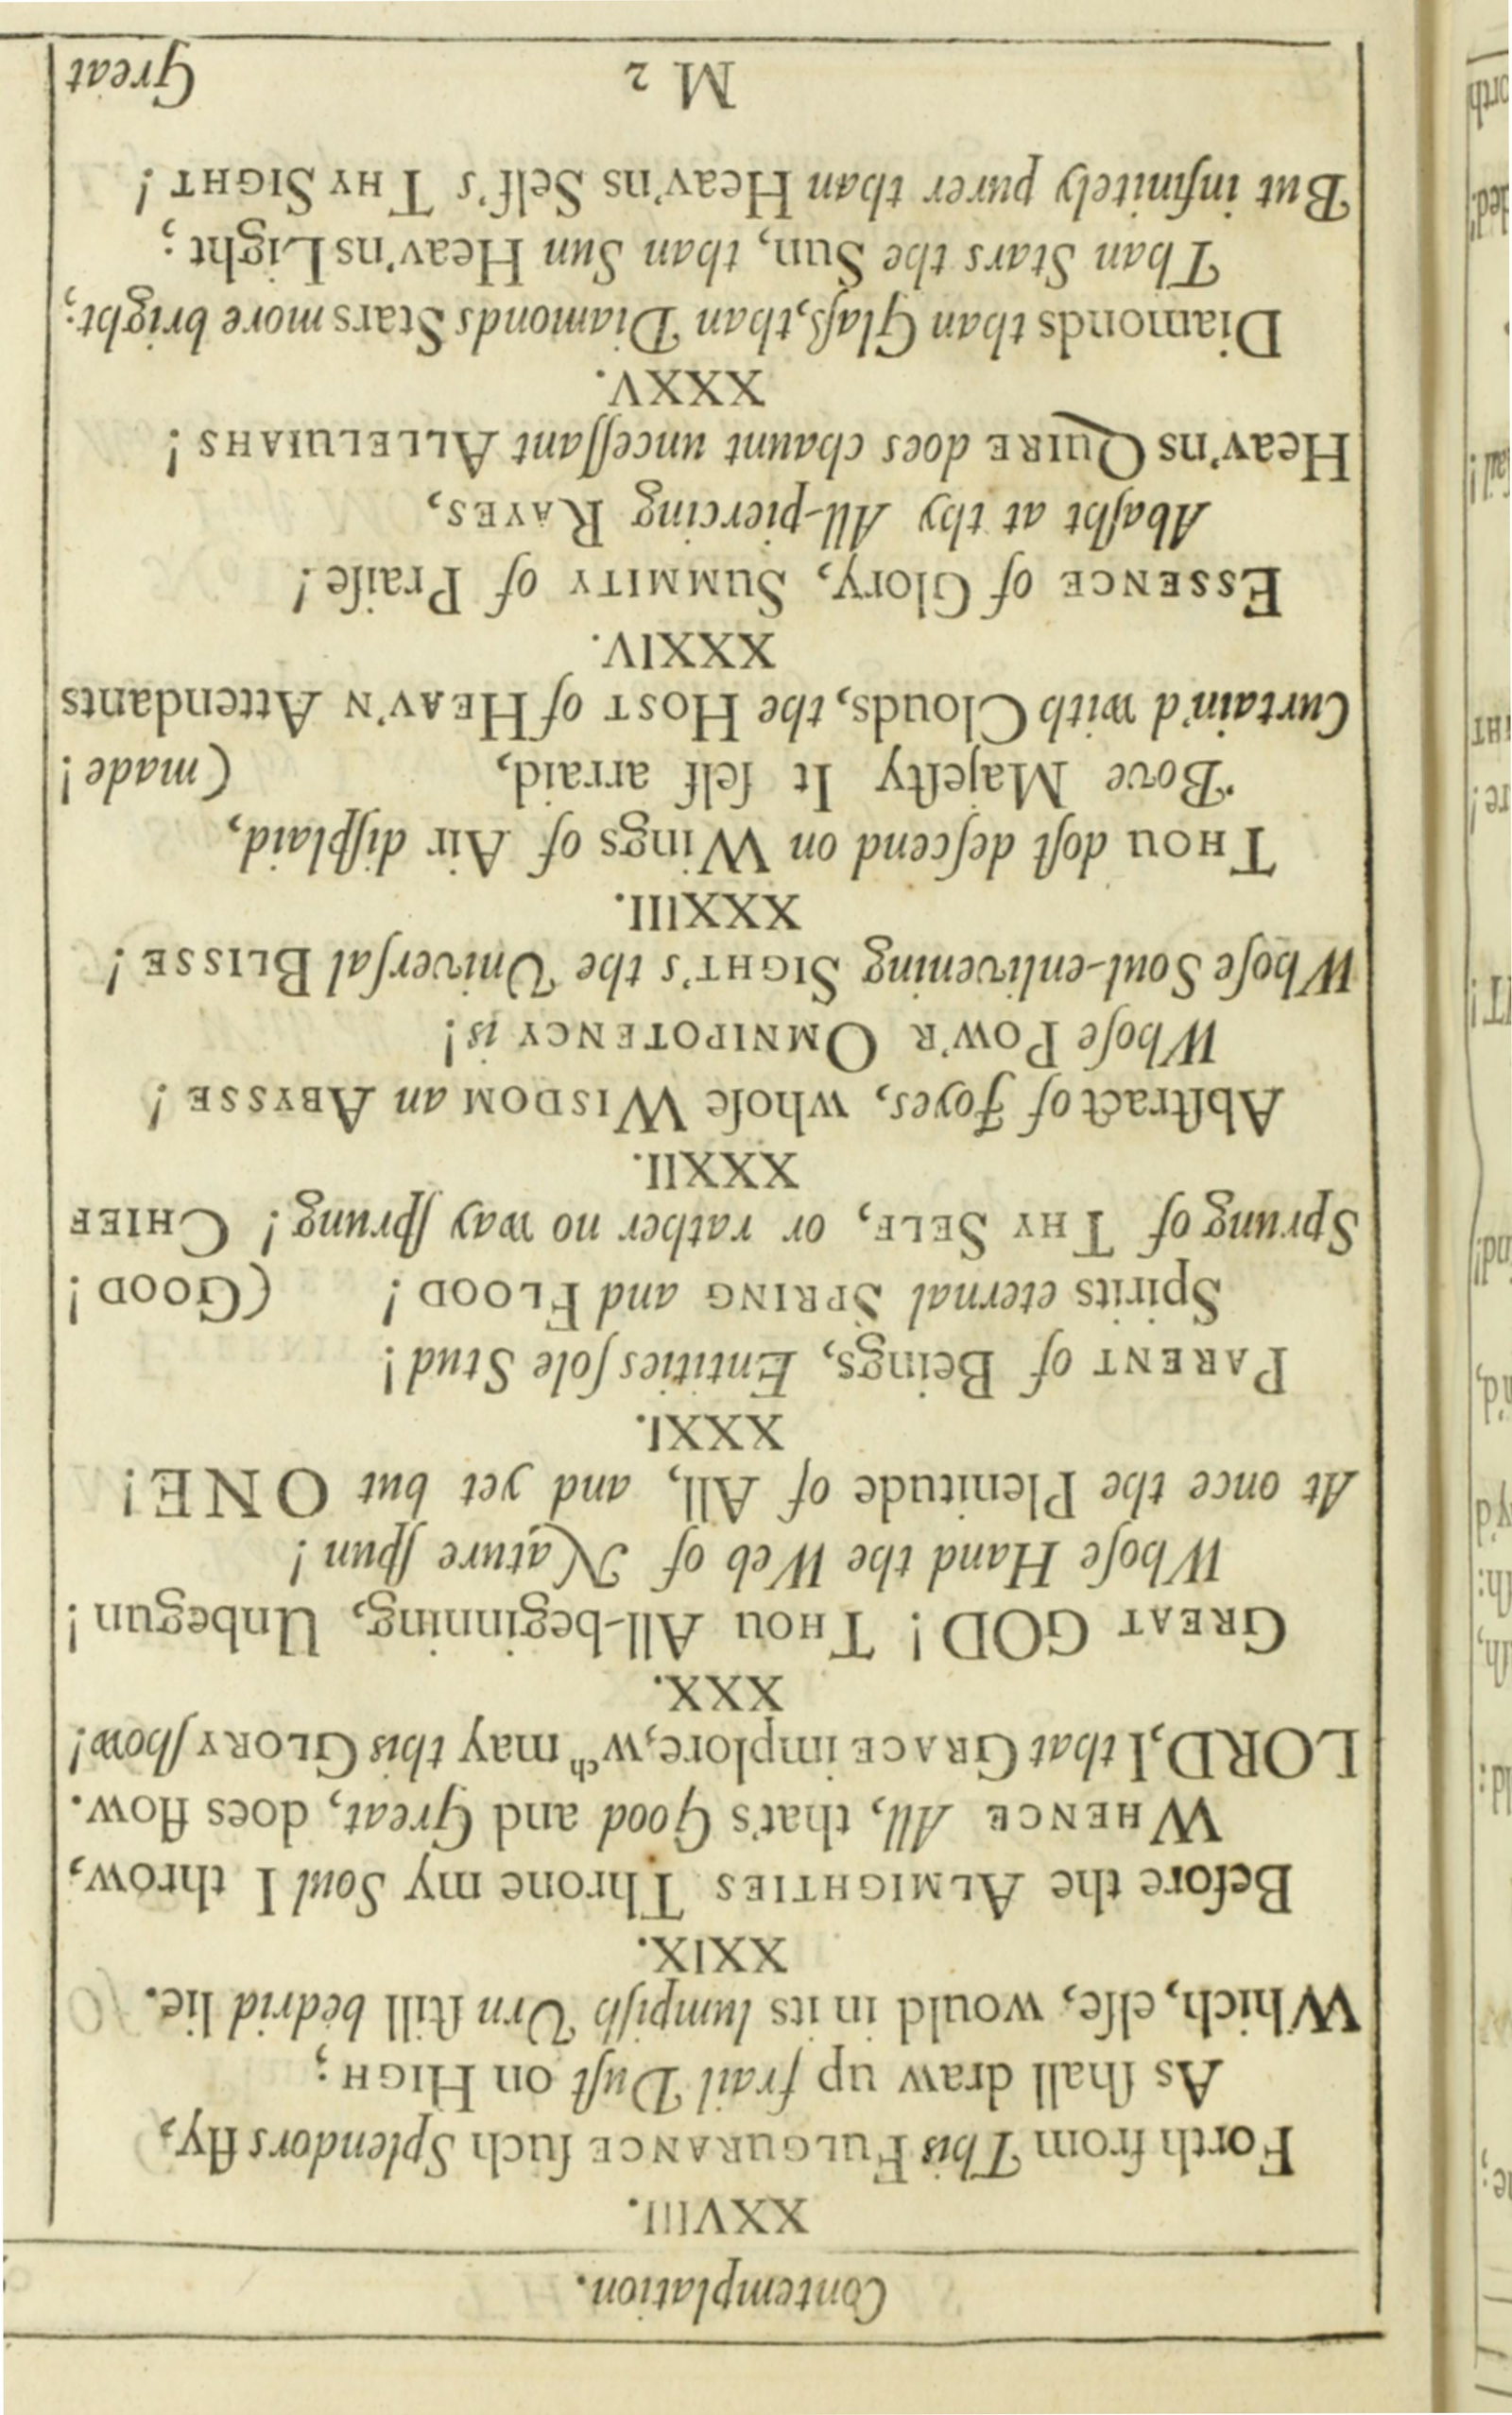 Contemplation.
XXVIII.
Forth from This FULGURANCE ſuch Splendors fly,
As ſhall draw up frail Duſt on HIGH;
Which, elſe, would in its lumpiſh Vrn ſtill bedrid lie.
XXIX.
Before the ALMIGHTIES Throne my Soul I throw,
WHENCE All, that's Good and Great, does flow.
LORD, I that GRACE implore, wᶜʰ may this GLORY ſhow!
XXX.
GREAT GOD! THOU All-beginning, Unbegun!
Whoſe Hand the Web of Nature ſpun!
At once the Plenitude of All, and yet but ONE!
XXXI.
PARENT of Beings, Entities ſole Stud!
Spirits eternal SPRING and FLOOD! (GOOD!
Sprung of THY SELF, or rather no way ſprung! CHIEF
XXXII.
Abſtract of Joyes, whoſe WISDOM an ABYSSE!
Whoſe POW'R OMNIPOTENCY is!
Whoſe Soul-enlivening SIGHT's the Univerſal BLISSE!
XXXIII.
THOU doſt deſcend on Wings of Air diſplaid,
'Bove Majeſty It ſelf arraid, (made!
Curtain'd with Clouds, the HOST of HEAV'N Attendants
XXXIV.
ESSENCE of Glory, SUMMITY of Praiſe!
Abaſht at thy All-piercing RAYES,
Heav'ns QUIRE does chaunt unceſſant ALLELUIAHS!
XXXV.
Diamonds than Glaſs, than Diamonds Stars more bright;
Than Stars the Sun, than Sun Heav'ns Light;
But infinitely purer than Heav'ns Self's THY SIGHT!
M 2
Great